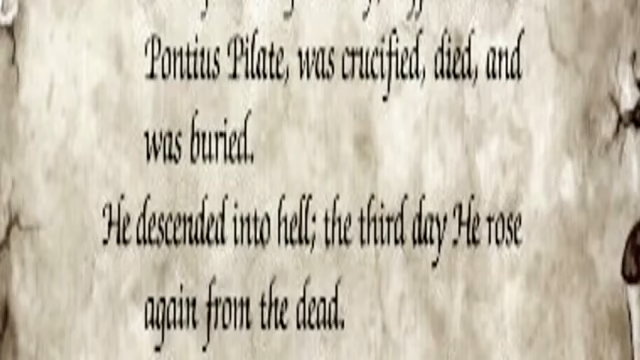 Pontius Pilate, was crucified, died, and
was buried.
He descended into hell; the third day He rose
again from the dead.